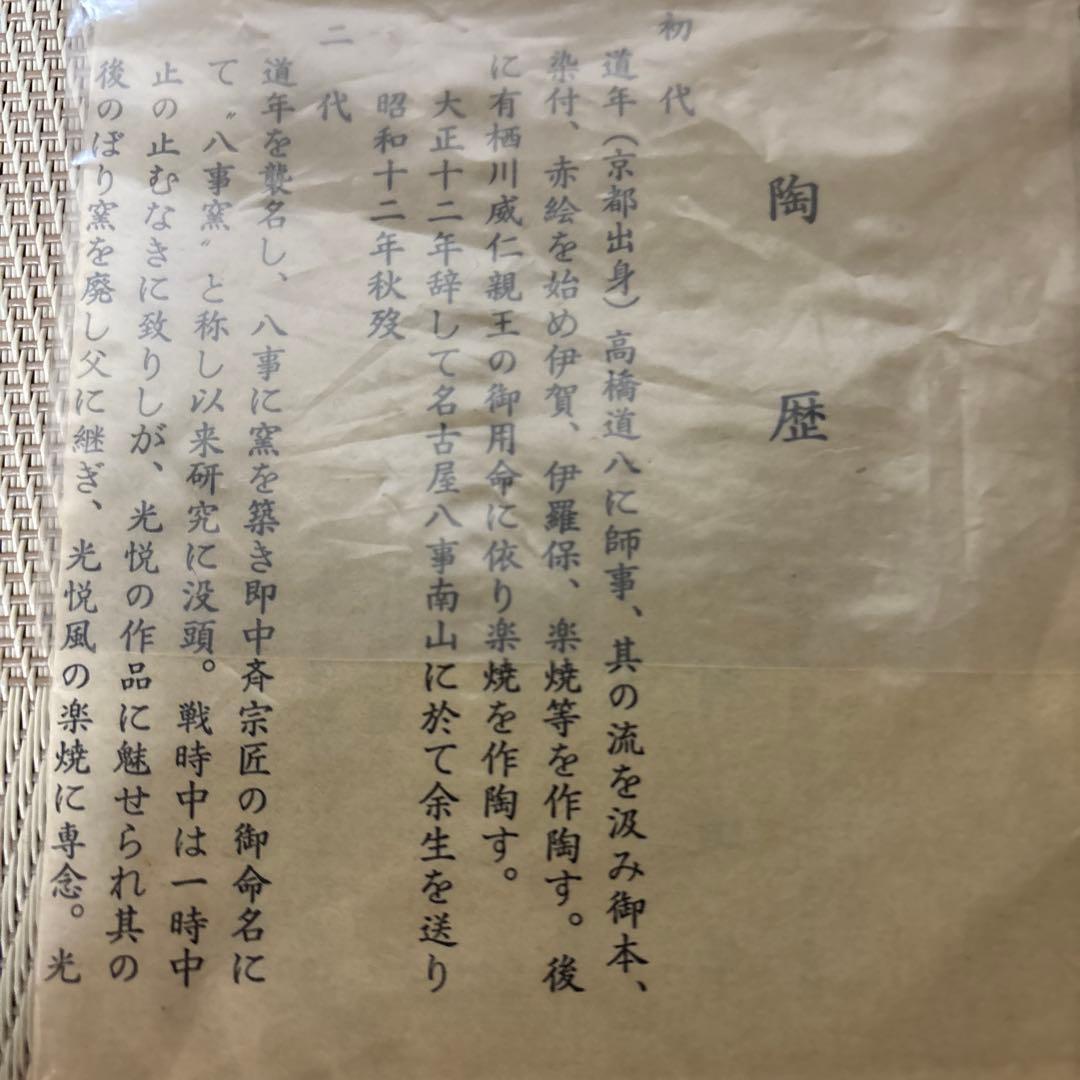 陶歴
初代
道年(京都出身)高橋道八に師事、其の流を汲み御本、
染付、赤絵を始め伊賀、伊羅保、楽焼等を作陶す。後
に有栖川威仁親王の御用命に依り楽焼を作陶す。
大正十二年辞して名古屋八事南山に於て余生を送り
昭和十二年秋歿
二代
道年を襲名し、八事に窯を築き即中斉宗匠の御命名に
て〝八事窯〟と称し以来研究に没頭。戦時中は一時中
止の止むなきに致りしが、光悦の作品に魅せられ其の
後のぼり窯を廃し父に継ぎ、光悦風の楽焼に専念。光